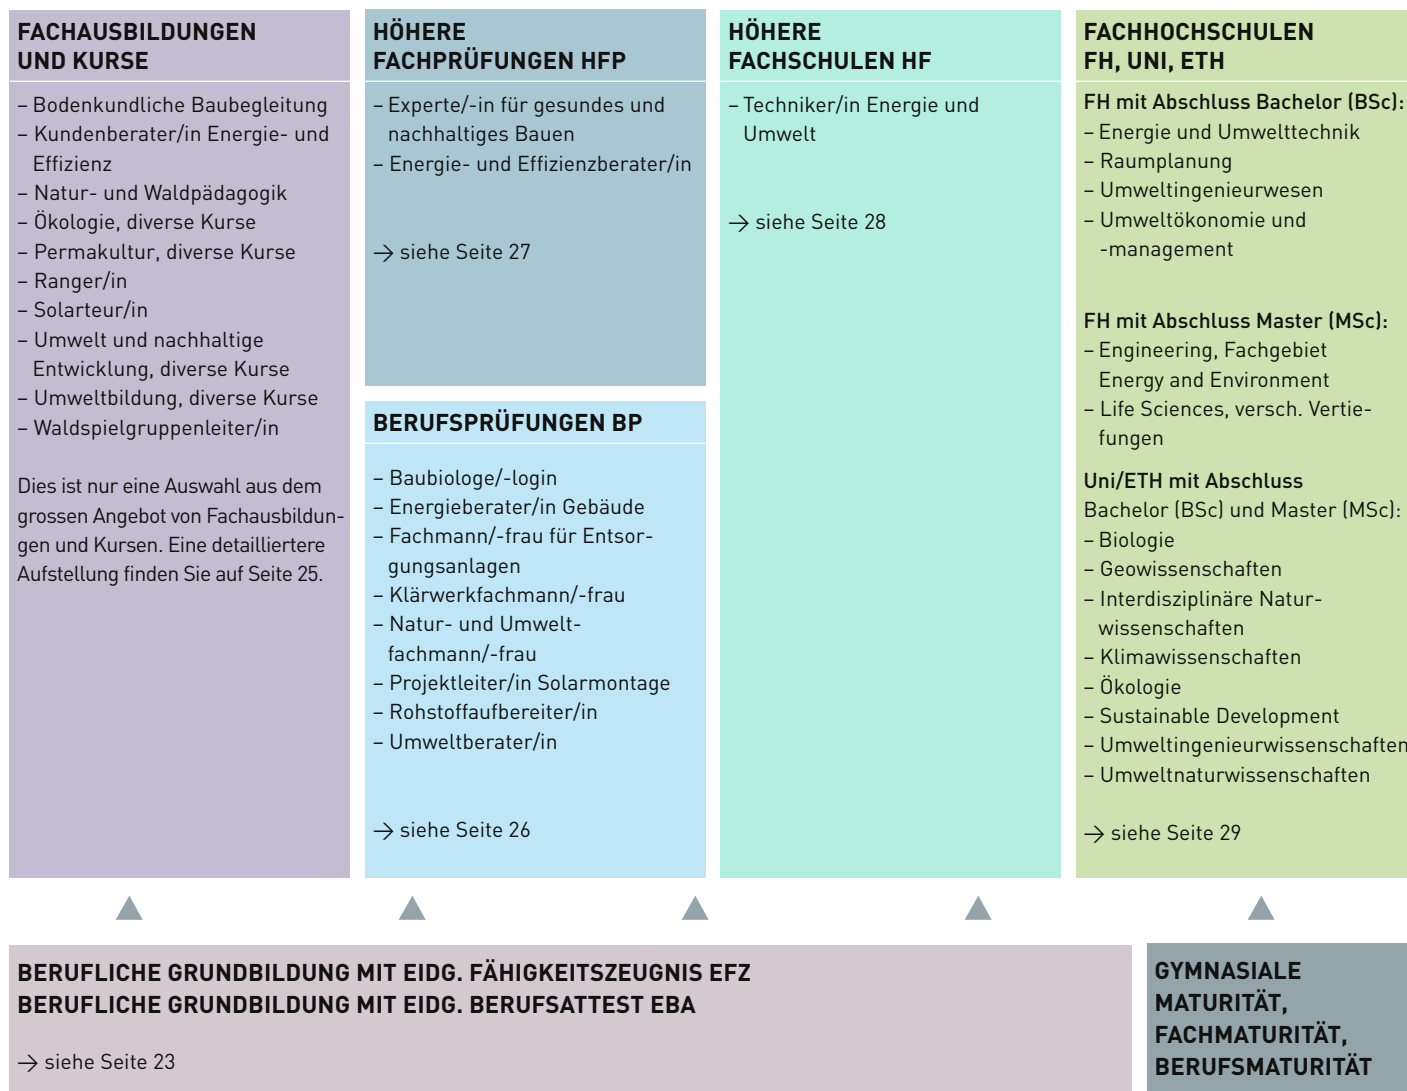 FACHAUSBILDUNGEN
UND KURSE
– Bodenkundliche Baubegleitung
– Kundenberater/in Energie- und
Effizienz
– Natur- und Waldpädagogik
– Ökologie, diverse Kurse
– Permakultur, diverse Kurse
– Ranger/in
– Solarteur/in
– Umwelt und nachhaltige
Entwicklung, diverse Kurse
– Umweltbildung, diverse Kurse
– Waldspielgruppenleiter/in
Dies ist nur eine Auswahl aus dem
grossen Angebot von Fachausbildun-
gen und Kursen. Eine detailliertere
Aufstellung finden Sie auf Seite 25.
HÖHERE
FACHPRÜFUNGEN HFP
– Experte/-in für gesundes und
nachhaltiges Bauen
– Energie- und Effizienzberater/in
→ siehe Seite 27
BERUFSPRÜFUNGEN BP
– Baubiologe/-login
– Energieberater/in Gebäude
– Fachmann/-frau für Entsor-
gungsanlagen
– Klärwerkfachmann/-frau
– Natur- und Umwelt-
fachmann/-frau
– Projektleiter/in Solarmontage
– Rohstoffaufbereiter/in
– Umweltberater/in
→ siehe Seite 26
HÖHERE
FACHSCHULEN HF
– Techniker/in Energie und
Umwelt
→ siehe Seite 28
FACHHOCHSCHULEN
FH, UNI, ETH
FH mit Abschluss Bachelor (BSc):
– Energie und Umwelttechnik
– Raumplanung
– Umweltingenieurwesen
– Umweltökonomie und
-management
FH mit Abschluss Master (MSc):
– Engineering, Fachgebiet
Energy and Environment
– Life Sciences, versch. Vertie-
fungen
Uni/ETH mit Abschluss
Bachelor (BSc) und Master (MSc):
– Biologie
– Geowissenschaften
– Interdisziplinäre Natur-
wissenschaften
– Klimawissenschaften
– Ökologie
– Sustainable Development
– Umweltingenieurwissenschaften
– Umweltnaturwissenschaften
→ siehe Seite 29
BERUFLICHE GRUNDBILDUNG MIT EIDG. FÄHIGKEITSZEUGNIS EFZ
BERUFLICHE GRUNDBILDUNG MIT EIDG. BERUFSATTEST EBA
→ siehe Seite 23
GYMNASIALE
MATURITÄT,
FACHMATURITÄT,
BERUFSMATURITÄT